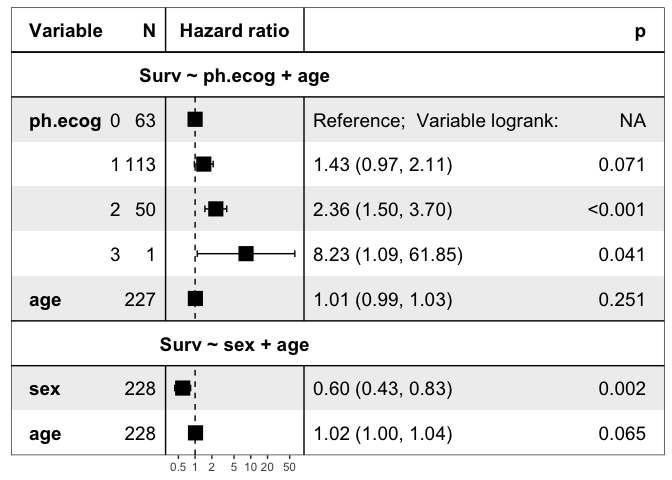 Variable N Hazard ratio p
Surv ~ ph.ecog + age
ph.ecog 0 63 Reference; Variable logrank: NA
1 113 1.43 (0.97, 2.11) 0.071
2 50 2.36 (1.50, 3.70) <0.001
3 1 8.23 (1.09, 61.85) 0.041
age 227 1.01 (0.99, 1.03) 0.251
Surv ~ sex + age
sex 228 0.60 (0.43, 0.83) 0.002
age 228 1.02 (1.00, 1.04) 0.065
0.5 1 2 5 10 20 50